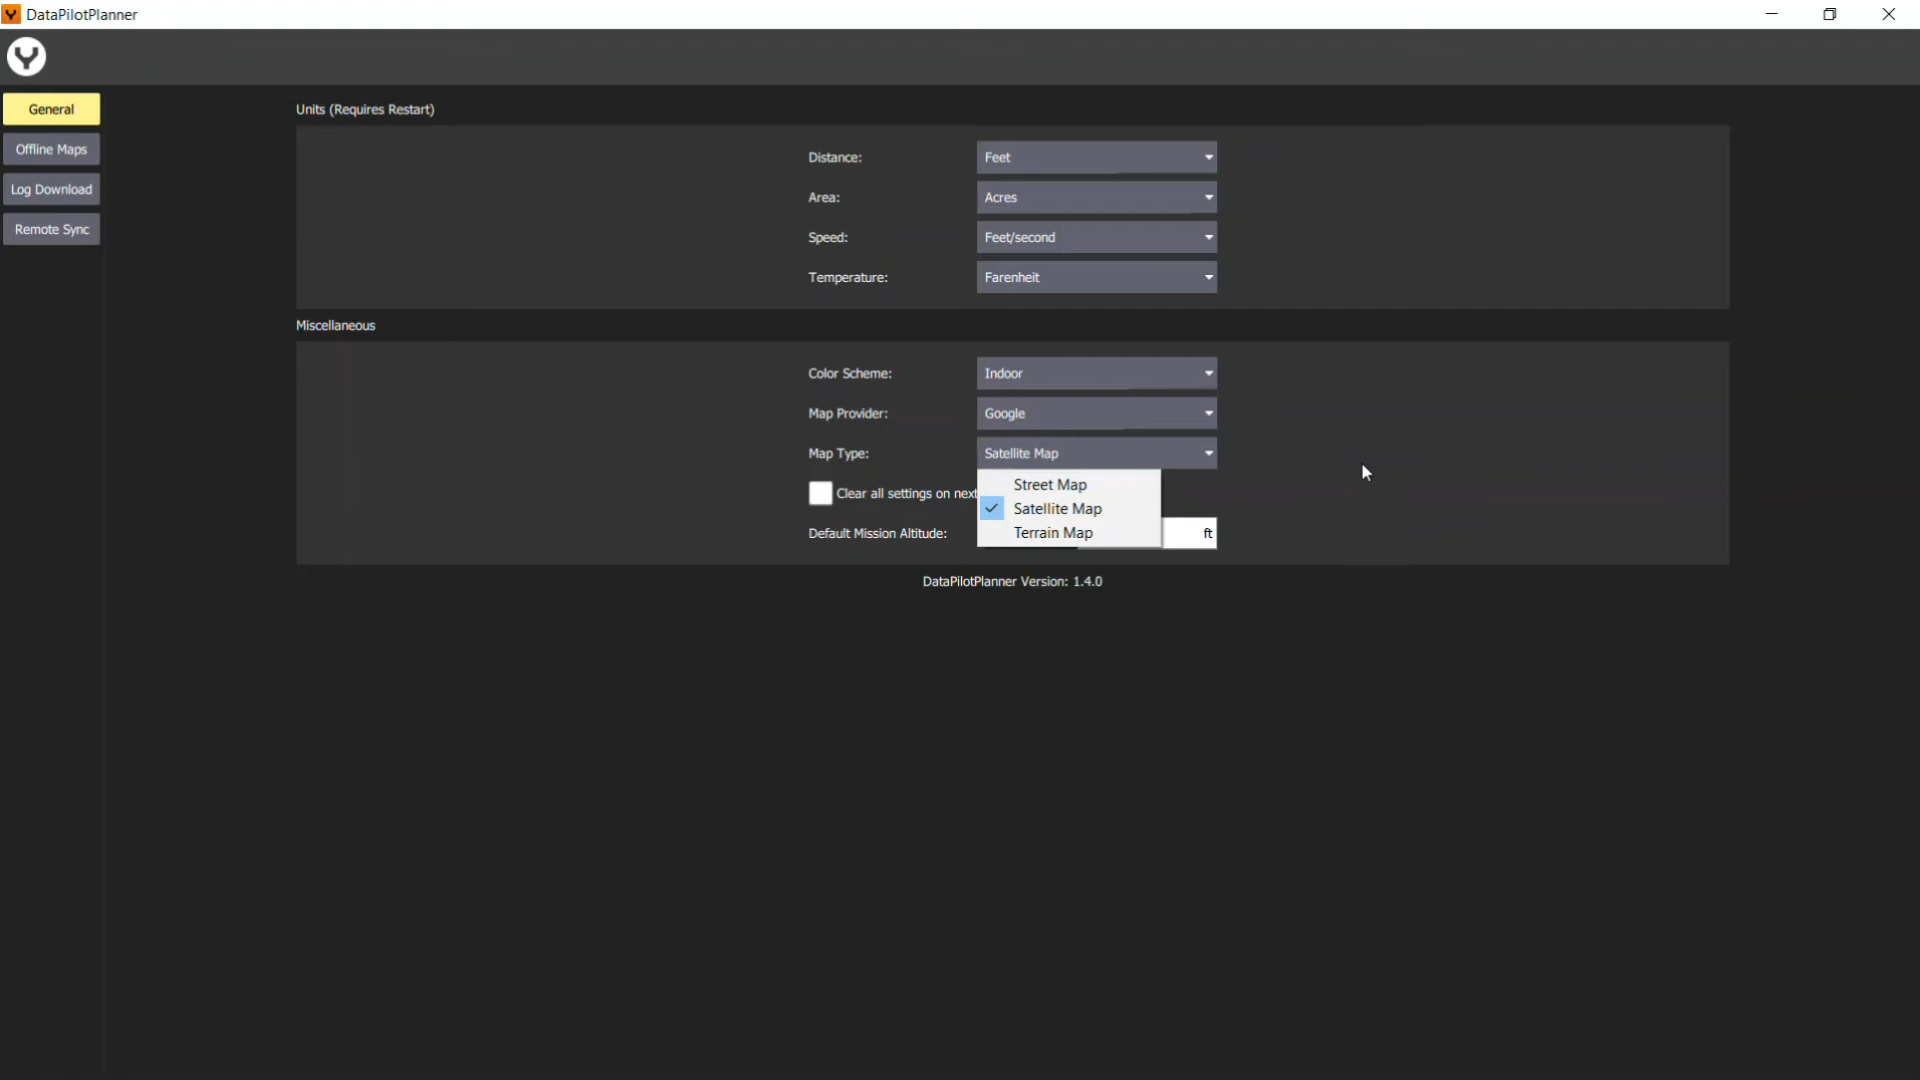 DataPilotPlanner
General
Offline Maps
Log Download
Remote Sync
Units (Requires Restart)
Distance: Feet
Area: Acres
Speed: Feet/second
Temperature: Farenheit
Miscellaneous
Color Scheme: Indoor
Map Provider: Google
Map Type: Satellite Map
Street Map
Clear all settings on next
Satellite Map
Terrain Map
Default Mission Altitude: ft
DataPilotPlanner Version: 1.4.0